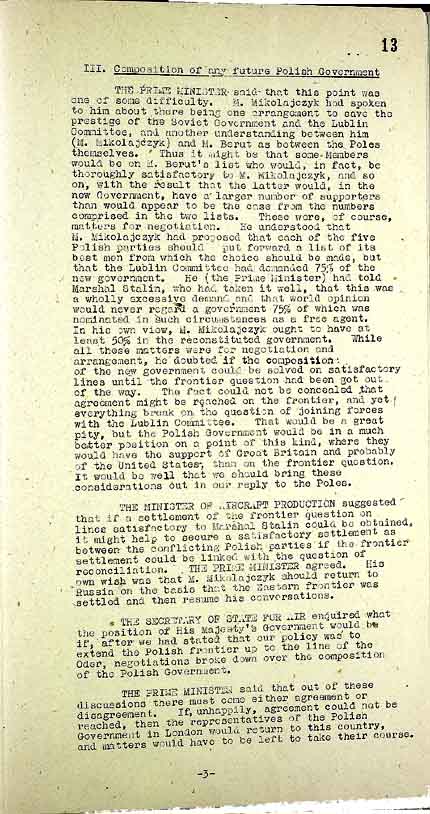 13
III. Composition of any future Polish Government
THE PRIME MINISTER said that this point was
one of some difficulty. M. Mikolajczyk had spoken
to him about there being one arrangement to save the
prestige of the Soviet Government and the Lublin
Committee, and another understanding between him
(M. Mikolajczyk) and M. Berut as between the Poles
themselves. Thus it might be that some Members
would be on M. Berut's list who would, in fact, be
thoroughly satisfactory to M. Mikolajczyk, and so
on, with the result that the latter would, in the
new Government, have a larger number of supporters
than would appear to be the case from the numbers
comprised in the two lists. These were, of course,
matters for negotiation. He understood that
M. Mikolajczyk had proposed that each of the five
Polish parties should put forward a list of its
best men from which the choice should be made, but
that the Lublin Committee had demanded 75% of the
new government. He (the Prime Minister) had told
Marshal Stalin, who had taken it well, that this was
a wholly excessive demand and that world opinion
would never regard a government 75% of which was
nominated in such circumstances as a free agent.
In his own view, M. Mikolajczyk ought to have at
least 50% in the reconstituted government. While
all these matters were for negotiation and
arrangement, he doubted if the composition
of the new government could be solved on satisfactory
lines until the frontier question had been got out
of the way. The fact could not be concealed that
agreement might be reached on the frontier, and yet
everything break on the question of joining forces
with the Lublin Committee. That would be a great
pity, but the Polish Government would be in a much
better position on a point of this kind, where they
would have the support of Great Britain and probably
of the United States, than on the frontier question.
It would be well that we should bring these
considerations out in our reply to the Poles.
THE MINISTER OF AIRCRAFT PRODUCTION suggested
that if a settlement of the frontier question on
lines satisfactory to Marshal Stalin could be obtained,
it might help to secure a satisfactory settlement as
between the conflicting Polish parties if the frontier
settlement could be linked with the question of
reconciliation. THE PRIME MINISTER agreed. His
own wish was that M. Mikolajczyk should return to
Russia on the basis that the Eastern frontier was
settled and then resume his conversations.
THE SECRETARY OF STATE FOR AIR enquired what
the position of His Majesty's Government would be
if, after we had stated that our policy was to
extend the Polish frontier up to the line of the
Oder, negotiations broke down over the composition
of the Polish Government.
THE PRIME MINISTER said that out of these
discussions there must come either agreement or
disagreement. If, unhappily, agreement could not be
reached, then the representatives of the Polish
Government in London would return to this country,
and matters would have to be left to take their course.
-3-